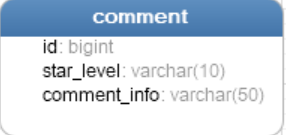 comment
id: bigint
star_level: varchar(10)
comment_info: varchar(50)